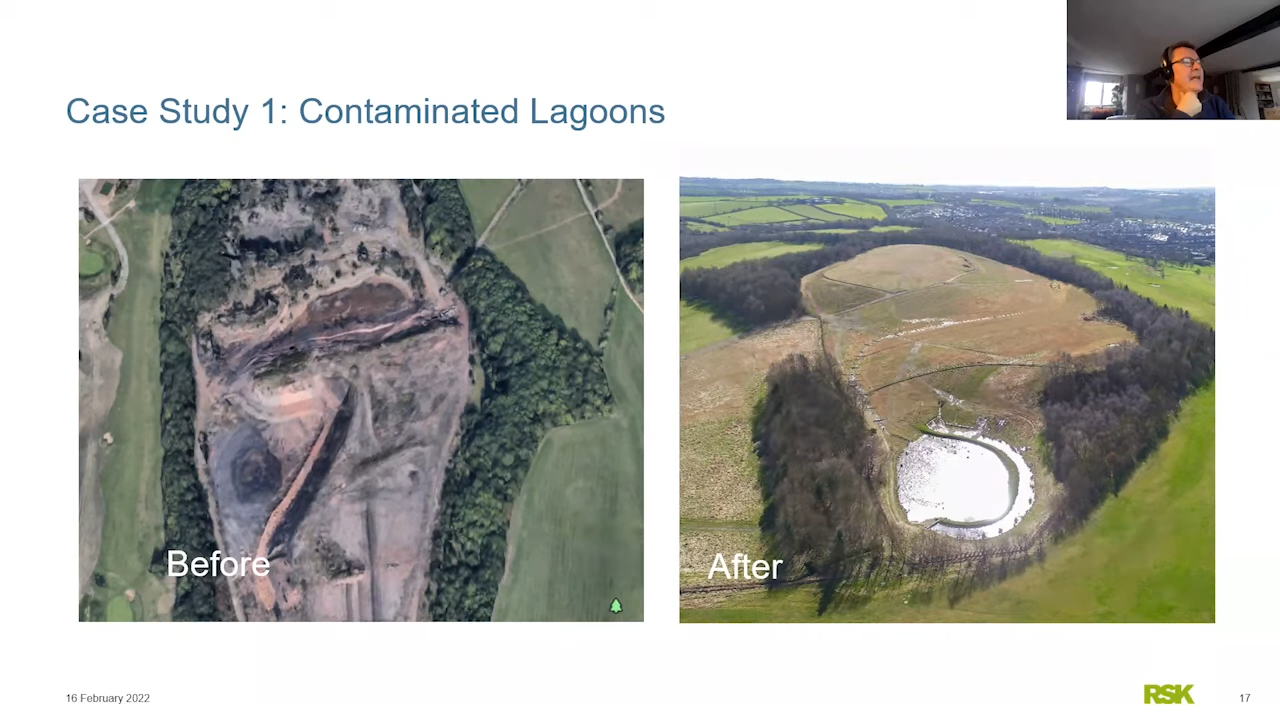 Case Study 1: Contaminated Lagoons
Before
After
16 February 2022
RSK
17